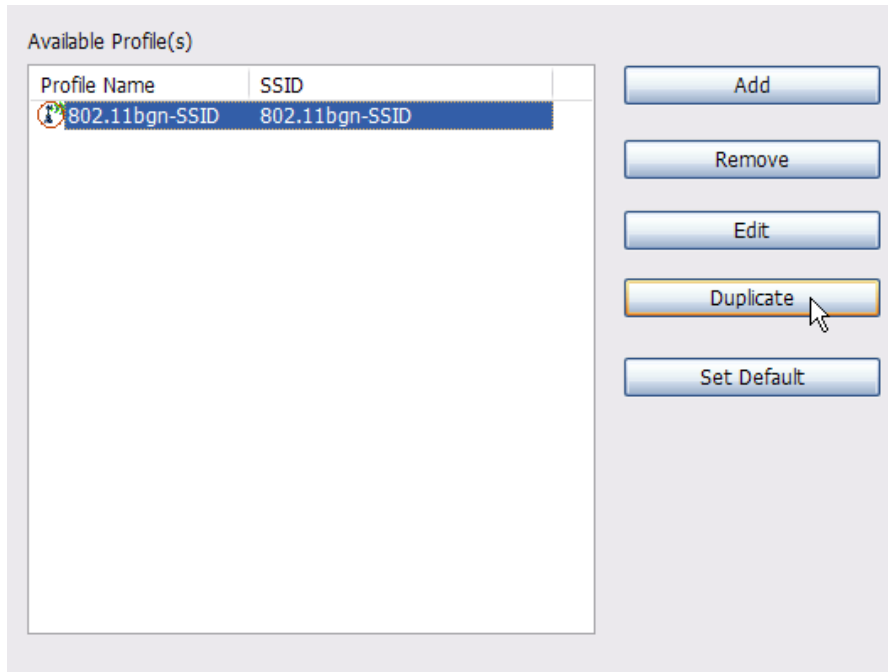 Available Profile(s)
Profile Name SSID
802.11bgn-SSID 802.11bgn-SSID
Add
Remove
Edit
Duplicate
Set Default